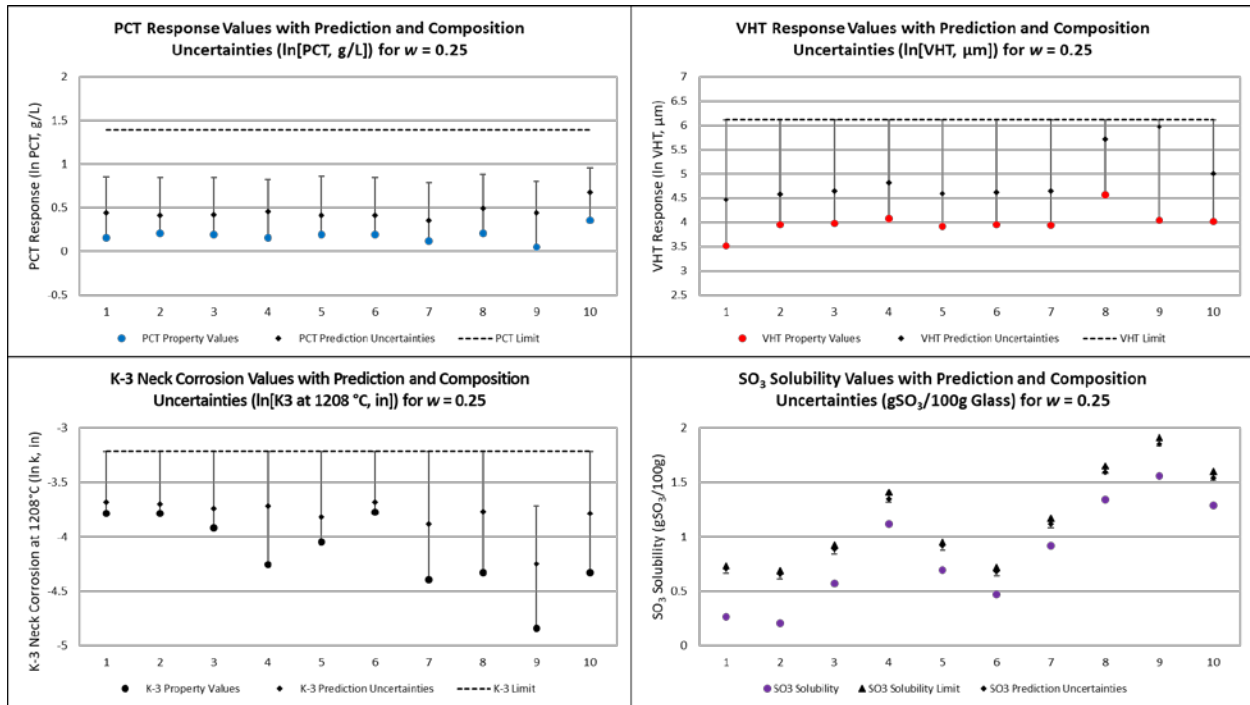 PCT Response Values with Prediction and Composition
Uncertainties (ln[PCT, g/L]) for w = 0.25
PCT Response (ln PCT, g/L)
2
1.5
1
0.5
0
-0.5
1 2 3 4 5 6 7 8 9 10
PCT Property Values PCT Prediction Uncertainties PCT Limit
VHT Response Values with Prediction and Composition
Uncertainties (ln[VHT, μm]) for w = 0.25
VHT Response (ln VHT, μm)
7
6.5
6
5.5
5
4.5
4
3.5
3
2.5
1 2 3 4 5 6 7 8 9 10
VHT Property Values VHT Prediction Uncertainties VHT Limit
K-3 Neck Corrosion Values with Prediction and Composition
Uncertainties (ln[K3 at 1208 °C, in]) for w = 0.25
K-3 Neck Corrosion at 1208°C (ln k, in)
-3
-3.5
-4
-4.5
-5
1 2 3 4 5 6 7 8 9 10
K-3 Property Values K-3 Prediction Uncertainties K-3 Limit
SO₃ Solubility Values with Prediction and Composition
Uncertainties (gSO₃/100g Glass) for w = 0.25
SO₃ Solubility (gSO₃/100g)
2
1.5
1
0.5
0
1 2 3 4 5 6 7 8 9 10
SO3 Solubility SO3 Solubility Limit SO3 Prediction Uncertainties